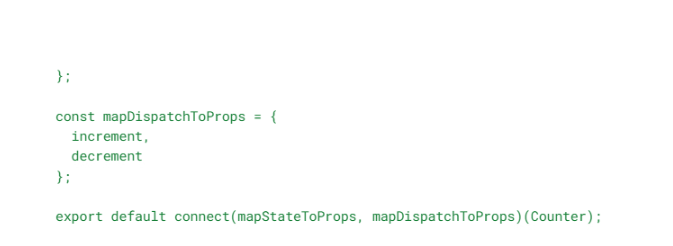 };
const mapDispatchToProps = {
  increment,
  decrement
};
export default connect(mapStateToProps, mapDispatchToProps)(Counter);